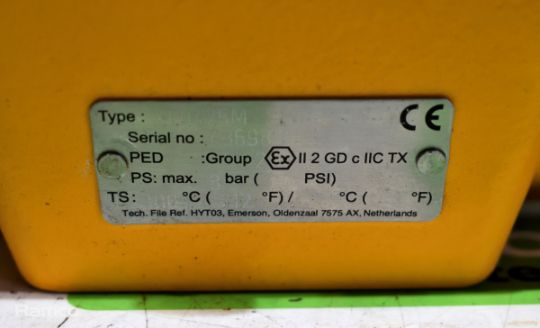 Type :
CE
Serial no :
PED :Group Ex II 2 GD c IIC TX
PS: max. bar ( PSI)
TS: °C ( °F) / °C ( °F)
Tech. File Ref. HYT03, Emerson, Oldenzaal 7575 AX, Netherlands
Ramco